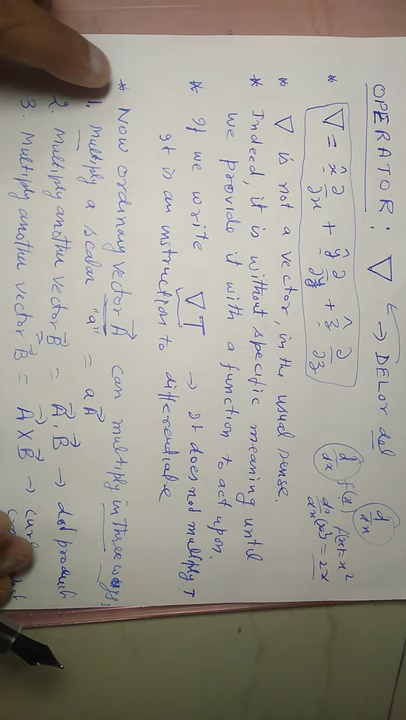 OPERATOR : ∇ → DEL or del
d/dx
d/dx f(x) f(x)=x²
d/dx (x²) = 2x
* ∇ = x̂ ∂/∂x + ŷ ∂/∂y + ẑ ∂/∂z
* ∇ is not a vector, in the usual sense.
* Indeed, it is without specific meaning until
we provide it with a function to act upon.
* If we write ∇T → It does not multiply T
It is an instruction to differentiate
* Now ordinary vector A⃗ can multiply in three ways;
1. Multiply a scalar "a" = a A⃗
2. Multiply another vector B⃗ = A⃗ . B⃗ → dot product
3. Multiply another vector B⃗ = A⃗ × B⃗ →